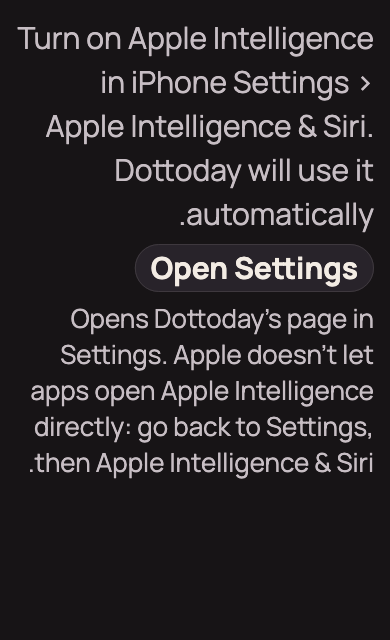 Turn on Apple Intelligence
in iPhone Settings >
Apple Intelligence & Siri.
Dottoday will use it
.automatically
Open Settings
Opens Dottoday’s page in
Settings. Apple doesn’t let
apps open Apple Intelligence
directly: go back to Settings,
.then Apple Intelligence & Siri